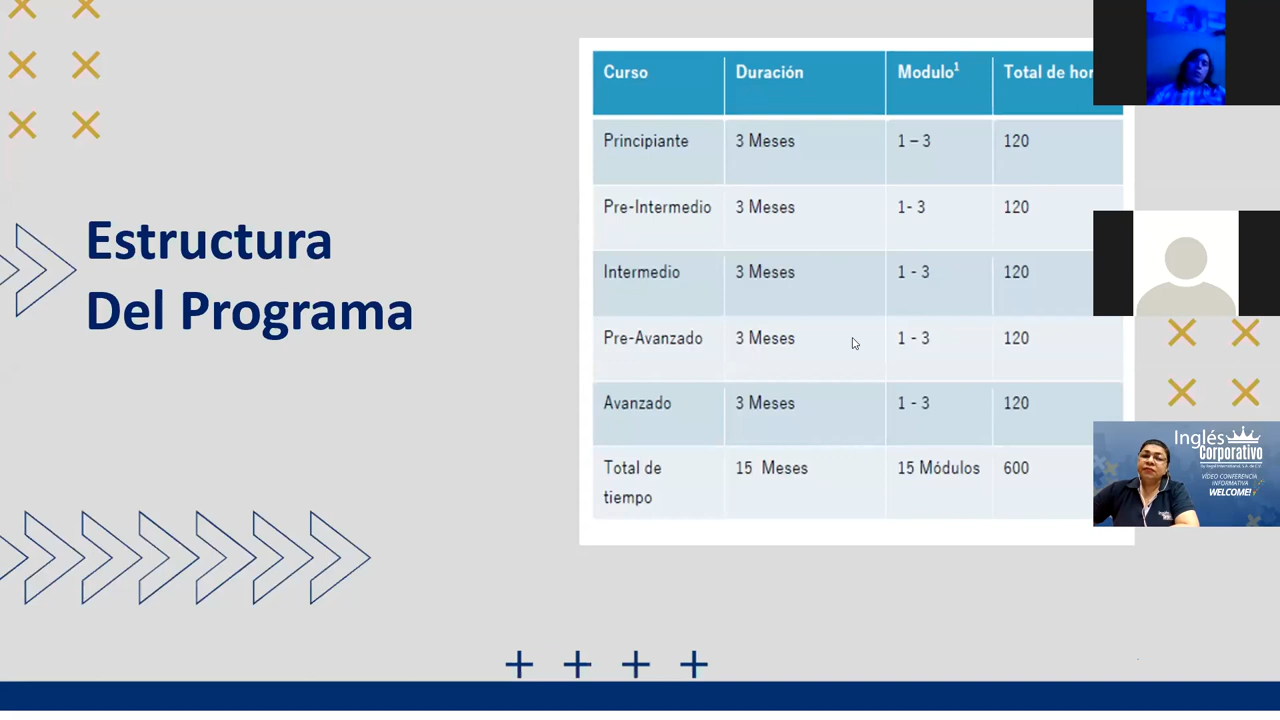 Estructura
Del Programa
Curso Duración Modulo¹ Total de
Principiante 3 Meses 1 – 3 120
Pre-Intermedio 3 Meses 1- 3 120
Intermedio 3 Meses 1 - 3 120
Pre-Avanzado 3 Meses 1 - 3 120
Avanzado 3 Meses 1 - 3 120
Total de 15 Meses 15 Módulos 600
tiempo
Inglés
Corporativo
VÍDEO CONFERENCIA
INFORMATIVA
WELCOME!